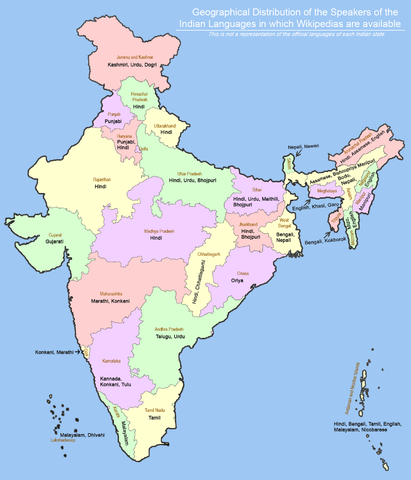 Geographical Distribution of the Speakers of the
Indian Languages in which Wikipedias are available
This is not a representation of the official languages of each Indian state
Jammu and Kashmir
Kashmiri, Urdu, Dogri
Himachal
Pradesh
Hindi
Punjab
Punjabi
Uttarakhand
Hindi
Haryana
Punjabi,
Hindi
Delhi
Rajasthan
Hindi
Uttar Pradesh
Hindi, Urdu, Bhojpuri
Nepali, Newari
Arunachal Pradesh
Hindi, Assamese, English
Assamese, Bishnupriya Manipuri,
Bodo,
Nepali,
Bihar
Hindi, Urdu, Maithili,
Bhojpuri
Meghalaya
English, Khasi, Garo
Bengali, Kokborok
Gujarat
Gujarati
Madhya Pradesh
Hindi
Jharkhand
Hindi,
Bhojpuri
West
Bengal
Bengali,
Nepali
Chhattisgarh
Hindi, Chhattisgarhi
Orissa
Oriya
Maharashtra
Marathi, Konkani
Andhra Pradesh
Telugu, Urdu
Konkani, Marathi
Goa
Karnataka
Kannada,
Konkani, Tulu
Tamil Nadu
Tamil
Kerala
Malayalam
Malayalam, Dhivehi
Lakshadweep
Andaman and Nicobar Islands
Hindi, Bengali, Tamil, English,
Malayalam, Nicobarese